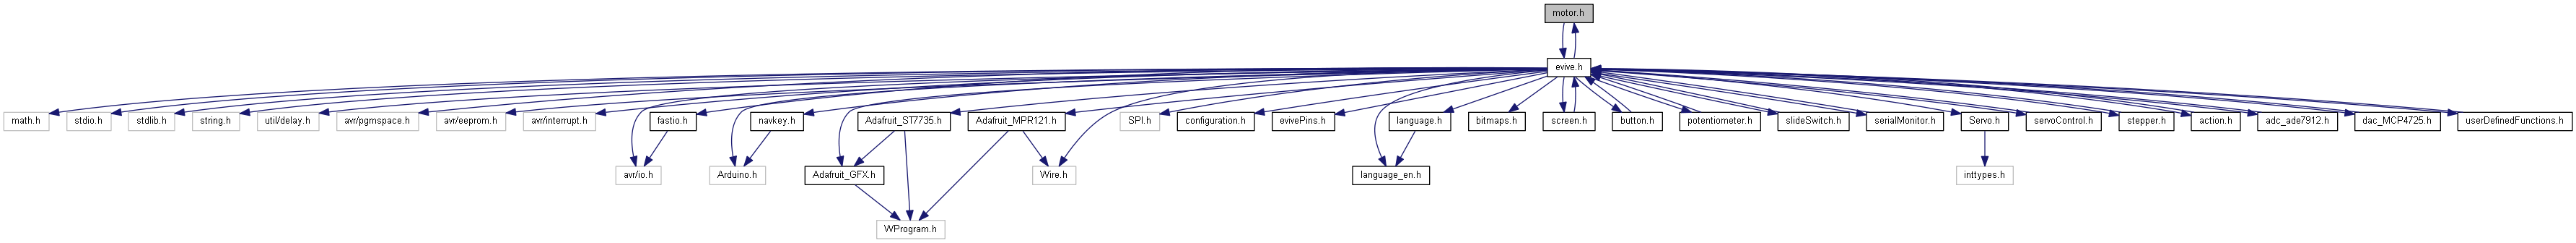 motor.h
evive.h
math.h
stdio.h
stdlib.h
string.h
util/delay.h
avr/pgmspace.h
avr/eeprom.h
avr/interrupt.h
fastio.h
navkey.h
Adafruit_ST7735.h
Adafruit_MPR121.h
SPI.h
configuration.h
evivePins.h
language.h
bitmaps.h
screen.h
button.h
potentiometer.h
slideSwitch.h
serialMonitor.h
Servo.h
servoControl.h
stepper.h
action.h
adc_ade7912.h
dac_MCP4725.h
userDefinedFunctions.h
avr/io.h
Arduino.h
Adafruit_GFX.h
Wire.h
language_en.h
inttypes.h
WProgram.h